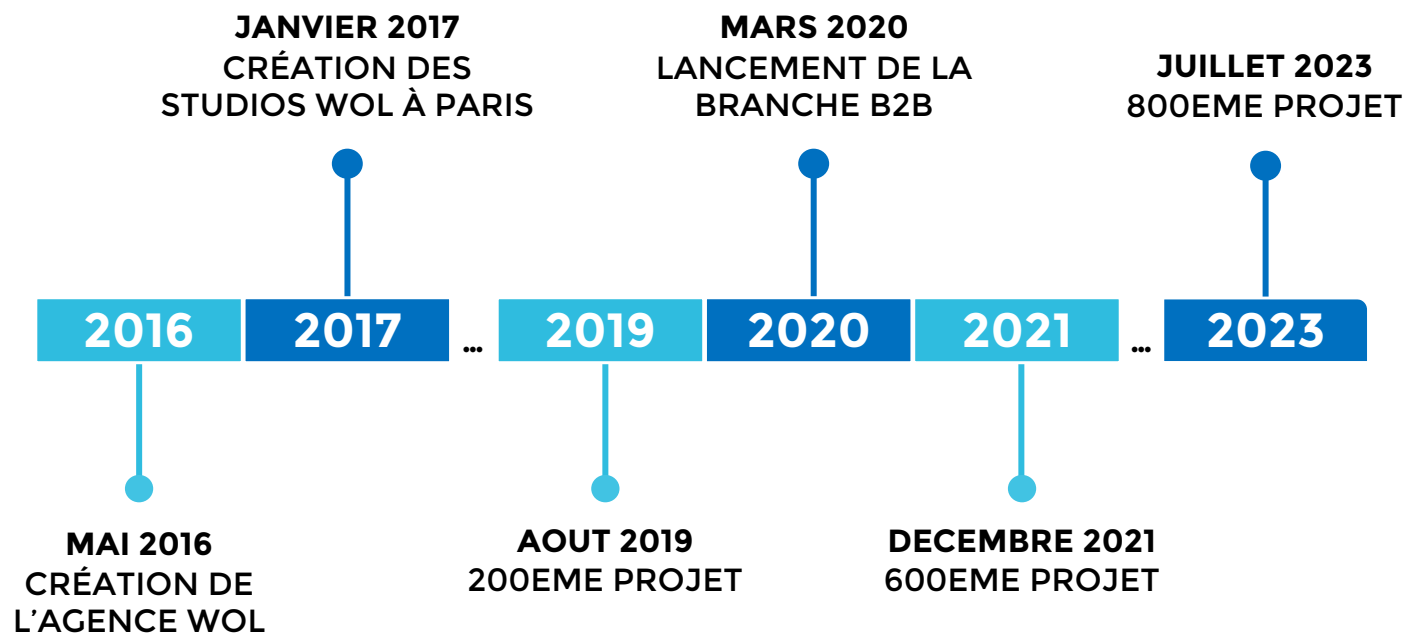 JANVIER 2017
CRÉATION DES
STUDIOS WOL À PARIS
MARS 2020
LANCEMENT DE LA
BRANCHE B2B
JUILLET 2023
800EME PROJET
2016
2017
...
2019
2020
2021
...
2023
MAI 2016
CRÉATION DE
L’AGENCE WOL
AOUT 2019
200EME PROJET
DECEMBRE 2021
600EME PROJET